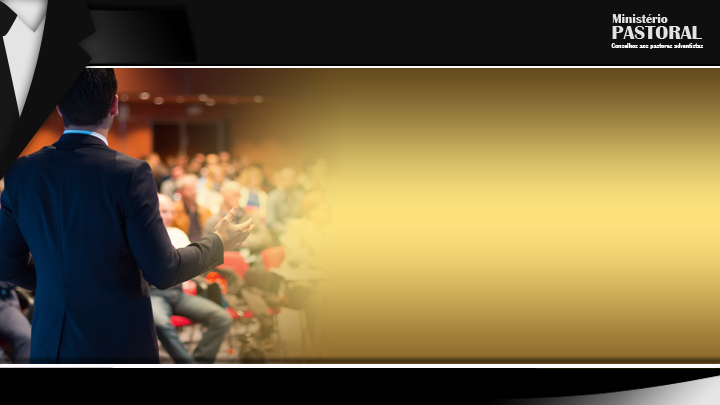 Ministério
PASTORAL
Conselhos aos pastores adventistas